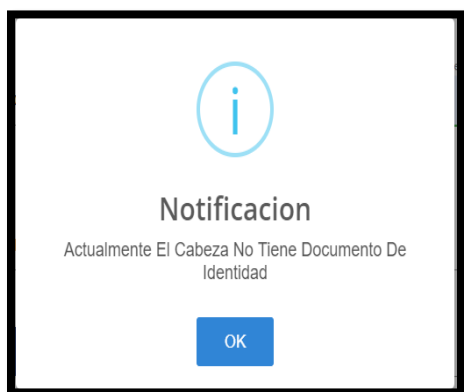 Notificacion
Actualmente El Cabeza No Tiene Documento De
Identidad
OK